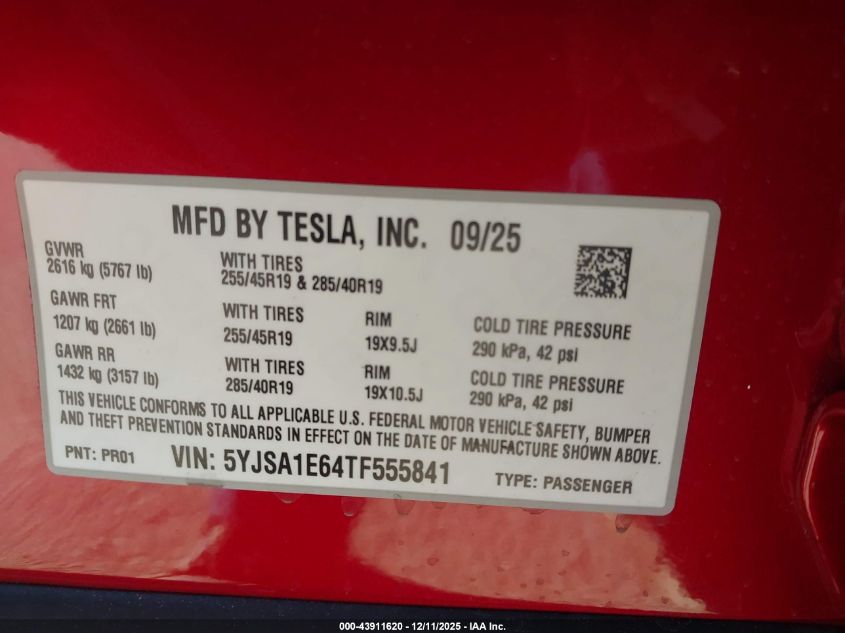 MFD BY TESLA, INC. 09/25
GVWR
2616 kg (5767 lb)
WITH TIRES
255/45R19 & 285/40R19
GAWR FRT
1207 kg (2661 lb)
WITH TIRES
255/45R19
RIM
19X9.5J
COLD TIRE PRESSURE
290 kPa, 42 psi
GAWR RR
1432 kg (3157 lb)
WITH TIRES
285/40R19
RIM
19X10.5J
COLD TIRE PRESSURE
290 kPa, 42 psi
THIS VEHICLE CONFORMS TO ALL APPLICABLE U.S. FEDERAL MOTOR VEHICLE SAFETY, BUMPER
AND THEFT PREVENTION STANDARDS IN EFFECT ON THE DATE OF MANUFACTURE SHOWN ABOVE.
PNT: PR01 VIN: 5YJSA1E64TF555841 TYPE: PASSENGER
000-43911620 - 12/11/2025 - IAA Inc.